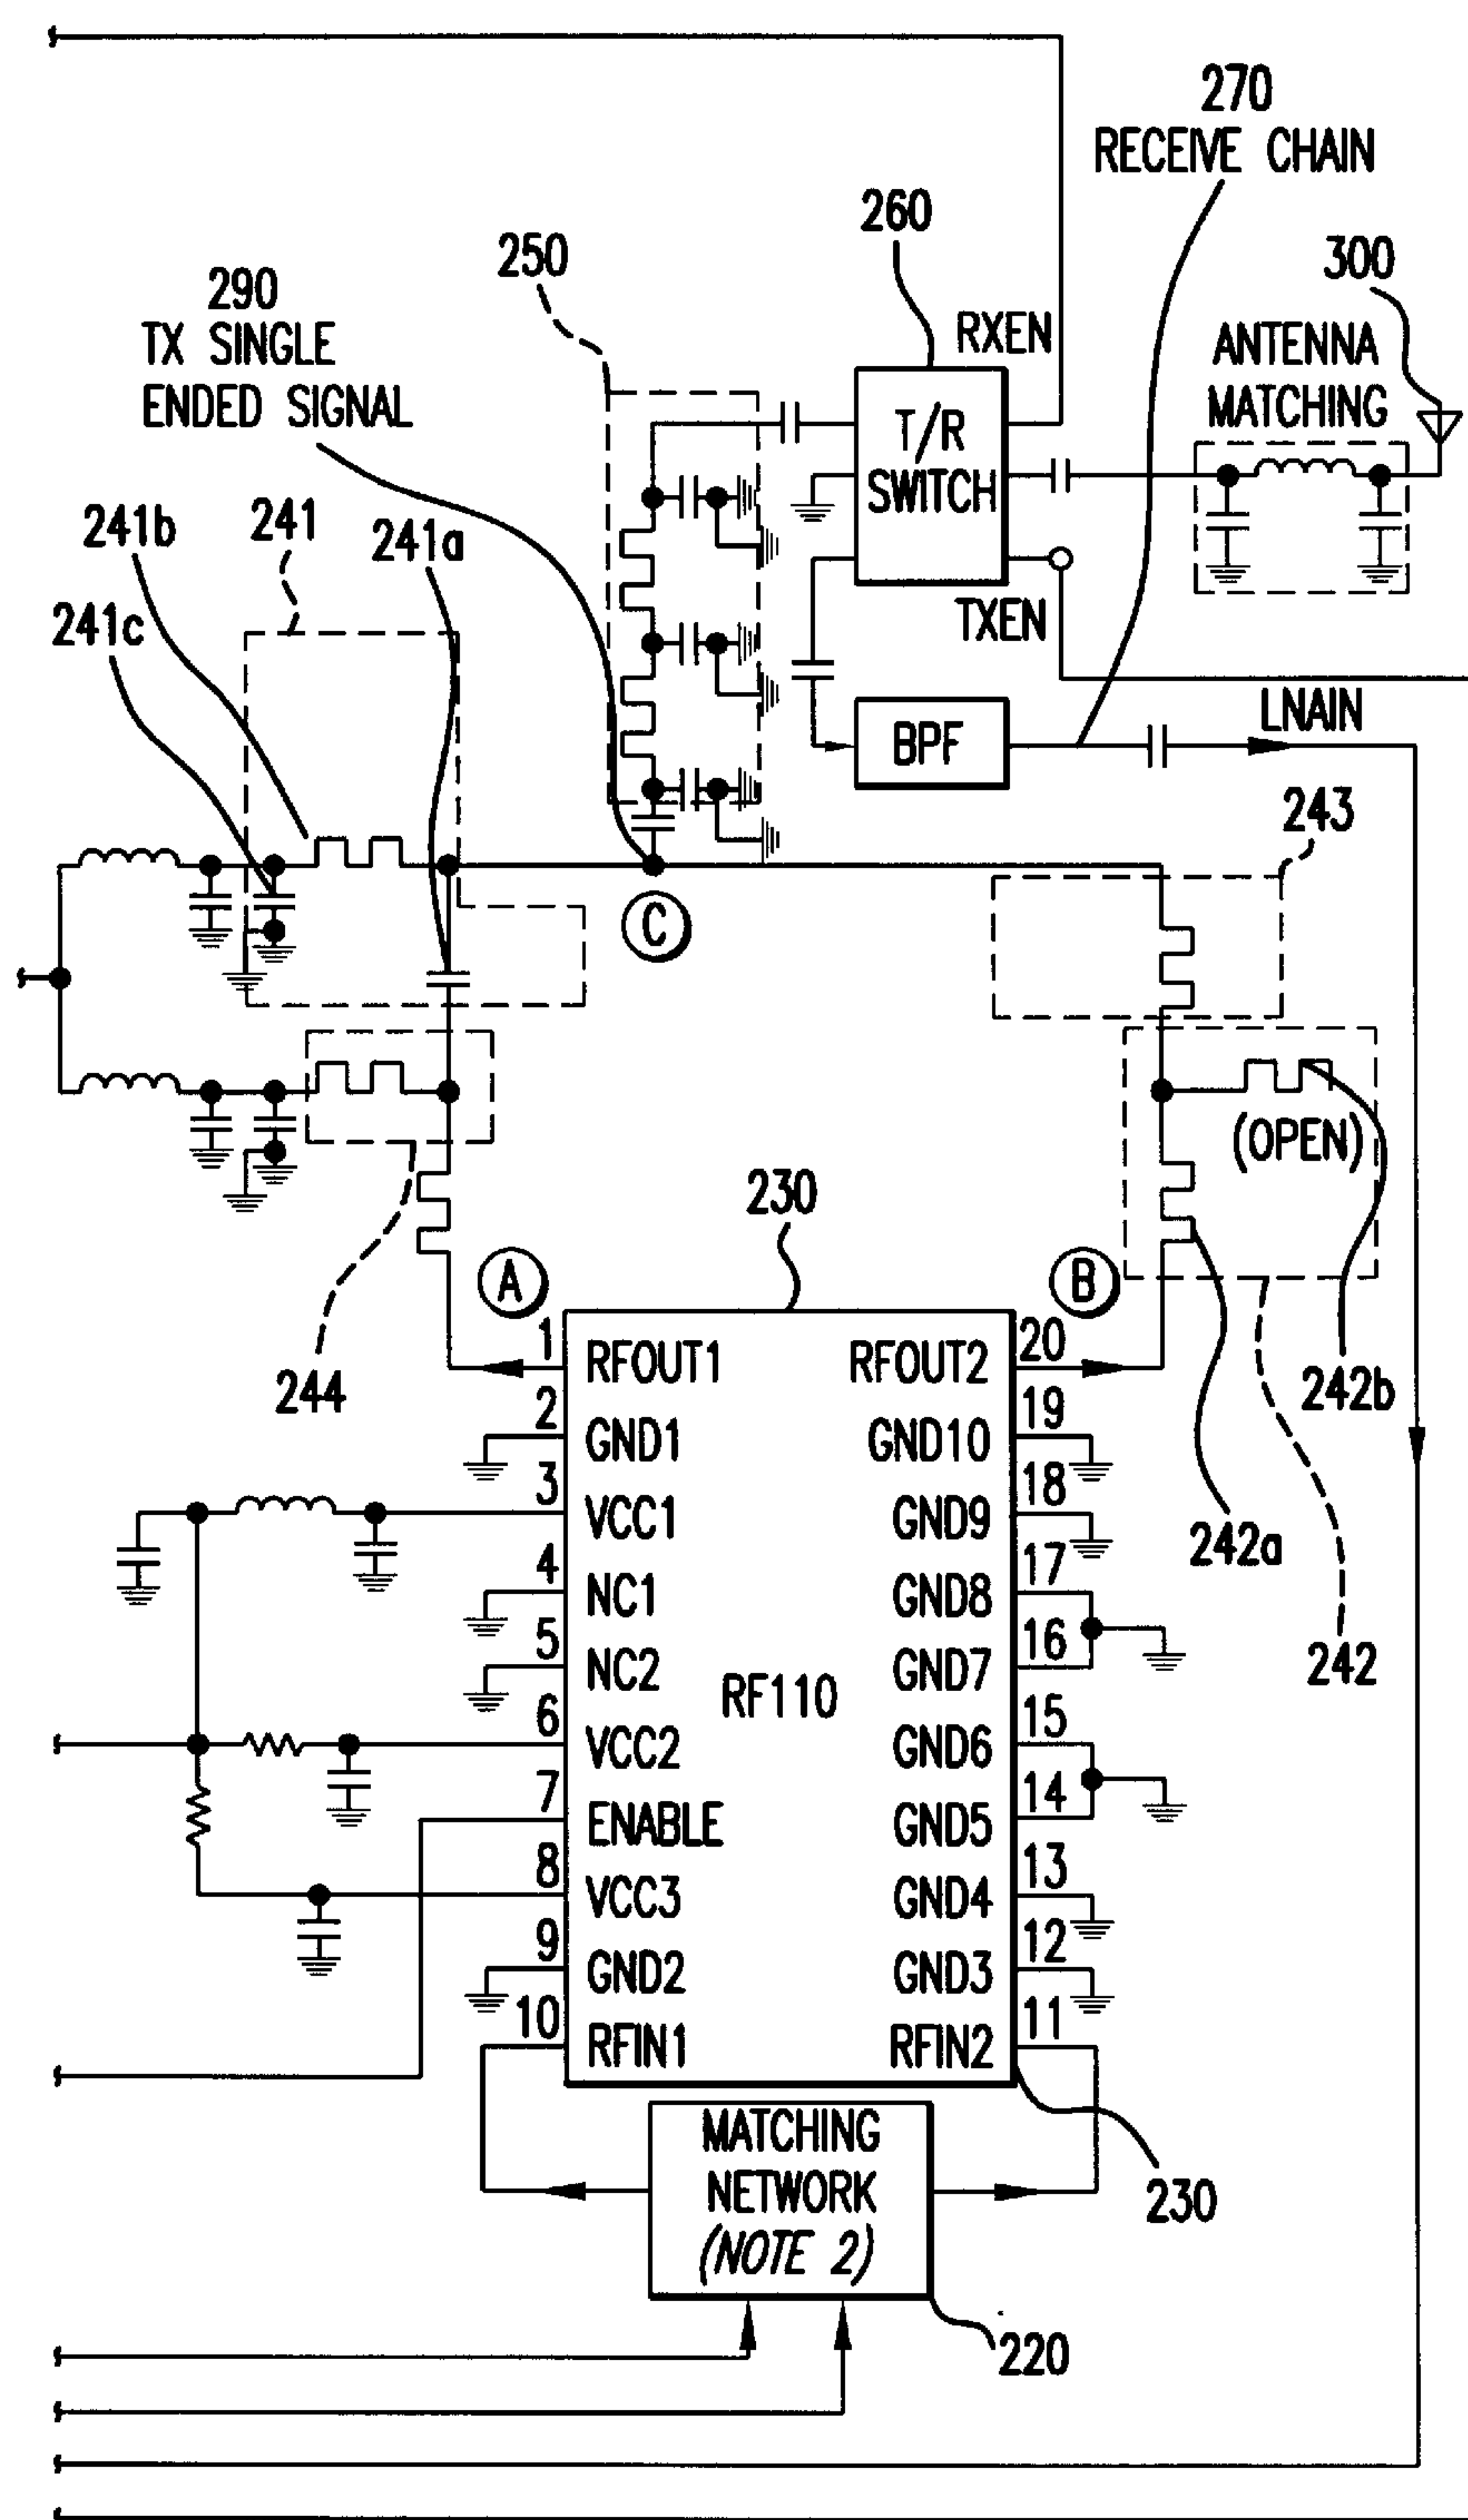 270
RECEIVE CHAIN
260
250
300
290
TX SINGLE
ENDED SIGNAL
RXEN
ANTENNA
MATCHING
T/R
SWITCH
241b
241
241a
241c
TXEN
LNAIN
BPF
243
C
(OPEN)
230
A
B
1
RFOUT1
RFOUT2
20
244
242b
2
GND1
GND10
19
3
VCC1
GND9
18
242a
4
NC1
GND8
17
5
NC2
GND7
16
242
RF110
6
VCC2
GND6
15
7
ENABLE
GND5
14
8
VCC3
GND4
13
9
GND2
GND3
12
10
RFIN1
RFIN2
11
MATCHING
NETWORK
(NOTE 2)
230
220